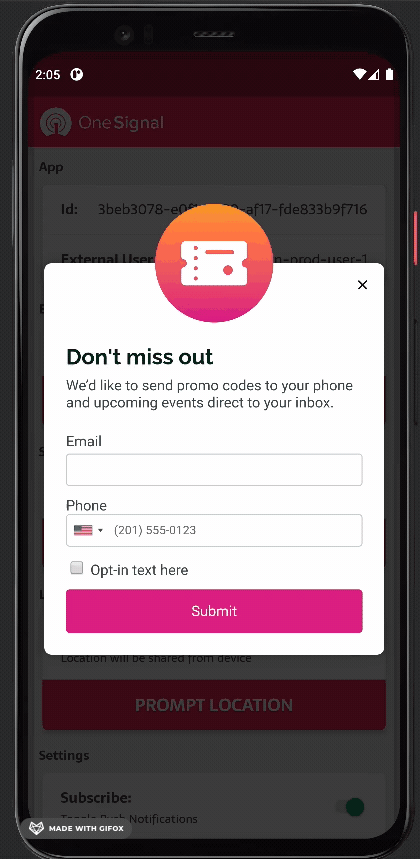 2:05
OneSignal
App
Id: 3beb3078-e0f af17-fde833b9f716
External User n-prod-user-1
Don't miss out
We'd like to send promo codes to your phone
and upcoming events direct to your inbox.
Email
Phone
(201) 555-0123
Opt-in text here
Submit
Location will be shared from device
PROMPT LOCATION
Settings
Subscribe:
Toggle Push Notifications
MADE WITH GIFOX